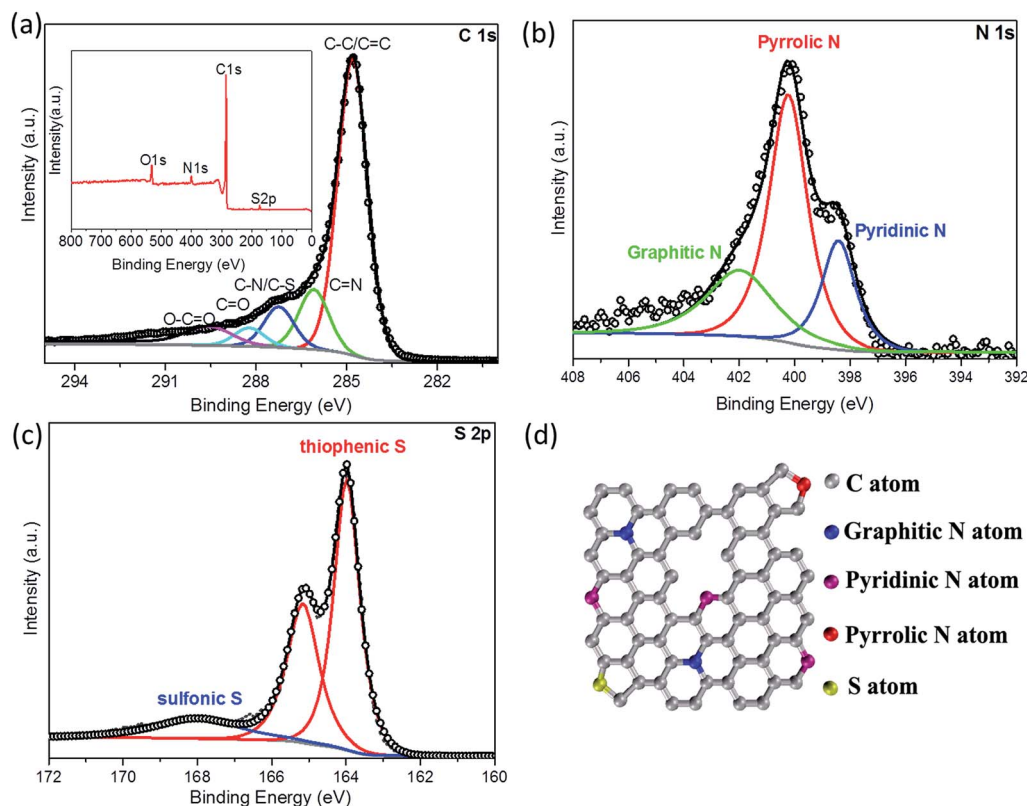 (a)
C 1s
C-C/C=C
C=N
C-N/C-S
C=O
O-C=O
Intensity (a.u.)
294 291 288 285 282
Binding Energy (eV)
C1s
O1s
N1s
S2p
Intensity(a.u.)
800 700 600 500 400 300 200 100 0
Binding Energy (eV)
(b)
N 1s
Pyrrolic N
Graphitic N
Pyridinic N
Intensity (a.u.)
408 406 404 402 400 398 396 394 392
Binding Energy (eV)
(c)
S 2p
thiophenic S
sulfonic S
Intensity (a.u.)
172 170 168 166 164 162 160
Binding Energy (eV)
(d)
C atom
Graphitic N atom
Pyridinic N atom
Pyrrolic N atom
S atom